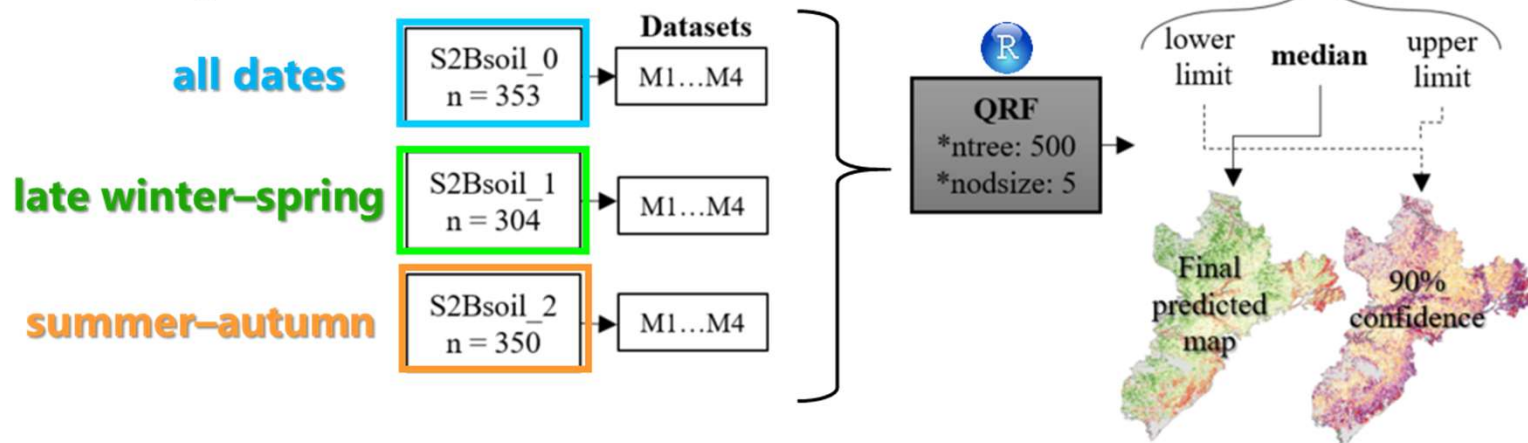 all dates
S2Bsoil_0
n = 353
Datasets
M1...M4
late winter–spring
S2Bsoil_1
n = 304
M1...M4
summer–autumn
S2Bsoil_2
n = 350
M1...M4
R
QRF
*ntree: 500
*nodsize: 5
lower
limit
median
upper
limit
Final
predicted
map
90%
confidence